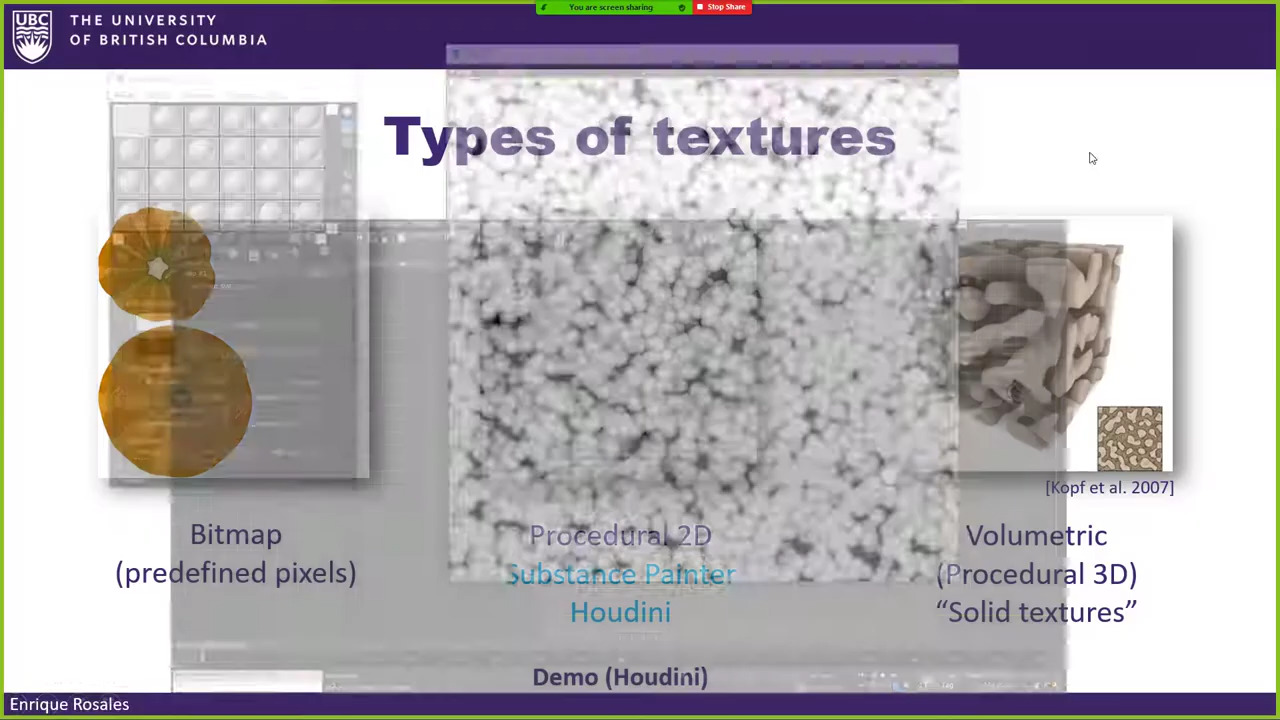 You are screen sharing
Stop Share
UBC
THE UNIVERSITY
OF BRITISH COLUMBIA
Types of textures
[Kopf et al. 2007]
Bitmap
(predefined pixels)
Procedural 2D
Substance Painter
Houdini
Volumetric
(Procedural 3D)
“Solid textures”
Demo (Houdini)
Enrique Rosales